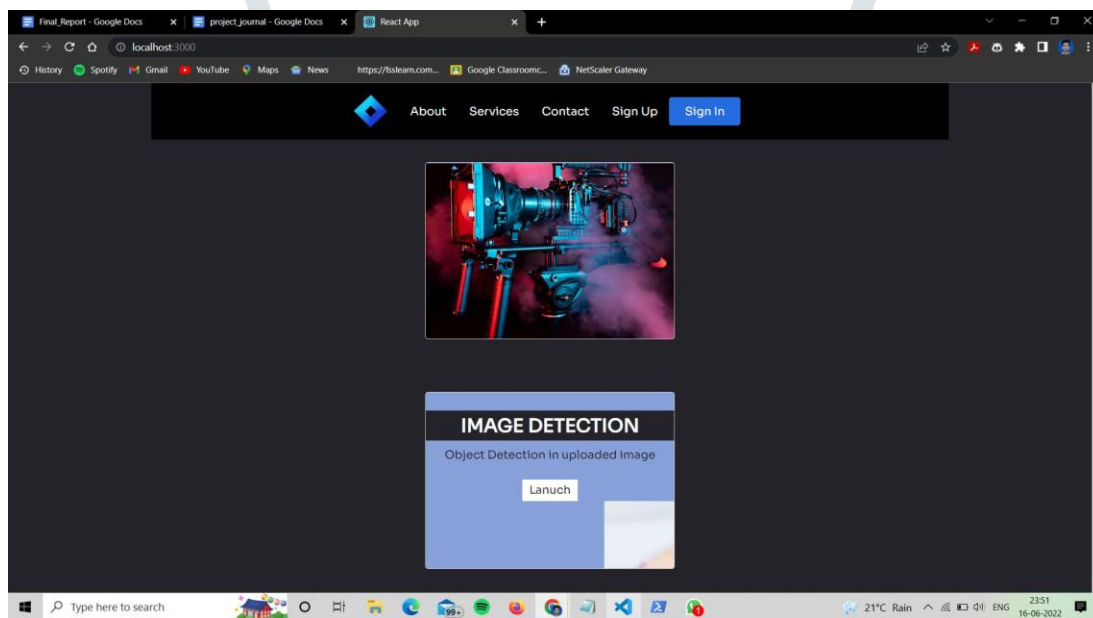 Final_Report - Google Docs
project_journal - Google Docs
React App
localhost:3000
History Spotify Gmail YouTube Maps News https://fsslearn.com... Google Classroomc... NetScaler Gateway
About Services Contact Sign Up Sign In
IMAGE DETECTION
Object Detection in uploaded image
Lanuch
Type here to search
99+
21°C Rain
ENG
23:51
16-06-2022